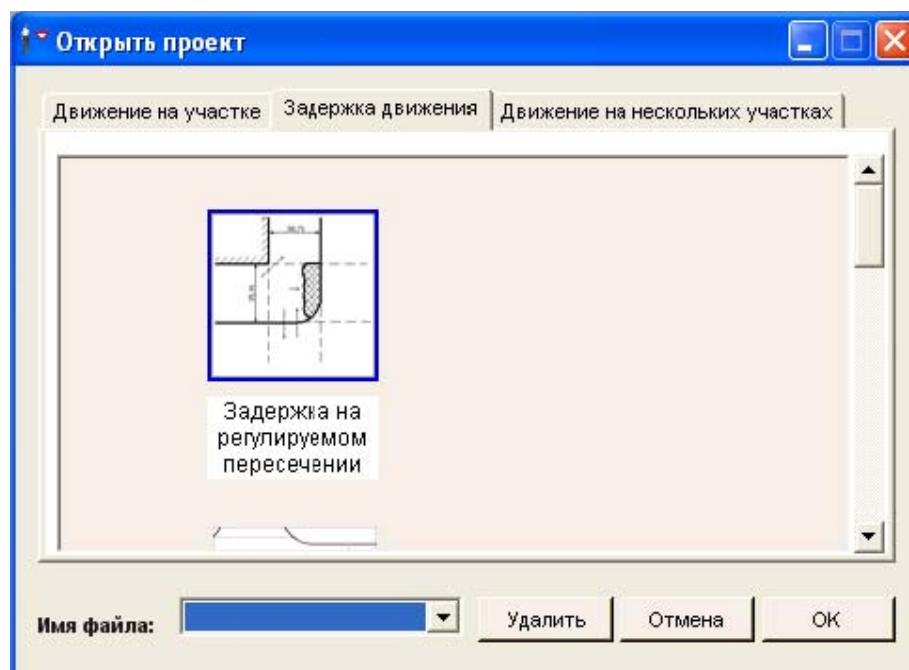 Открыть проект
Движение на участке
Задержка движения
Движение на нескольких участках
Задержка на
регулируемом
пересечении
Имя файла:
Удалить
Отмена
OK